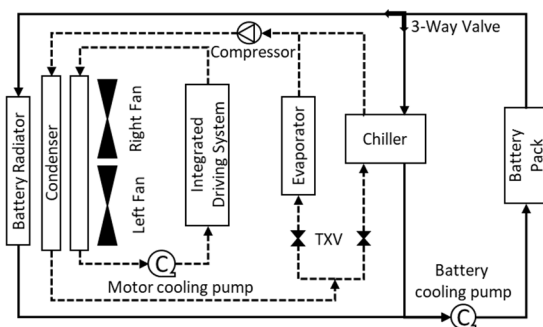 3-Way Valve
Compressor
Battery Radiator
Condenser
Right Fan
Left Fan
Integrated
Driving System
Evaporator
Chiller
Battery
Pack
TXV
C
Motor cooling pump
Battery
cooling pump
C